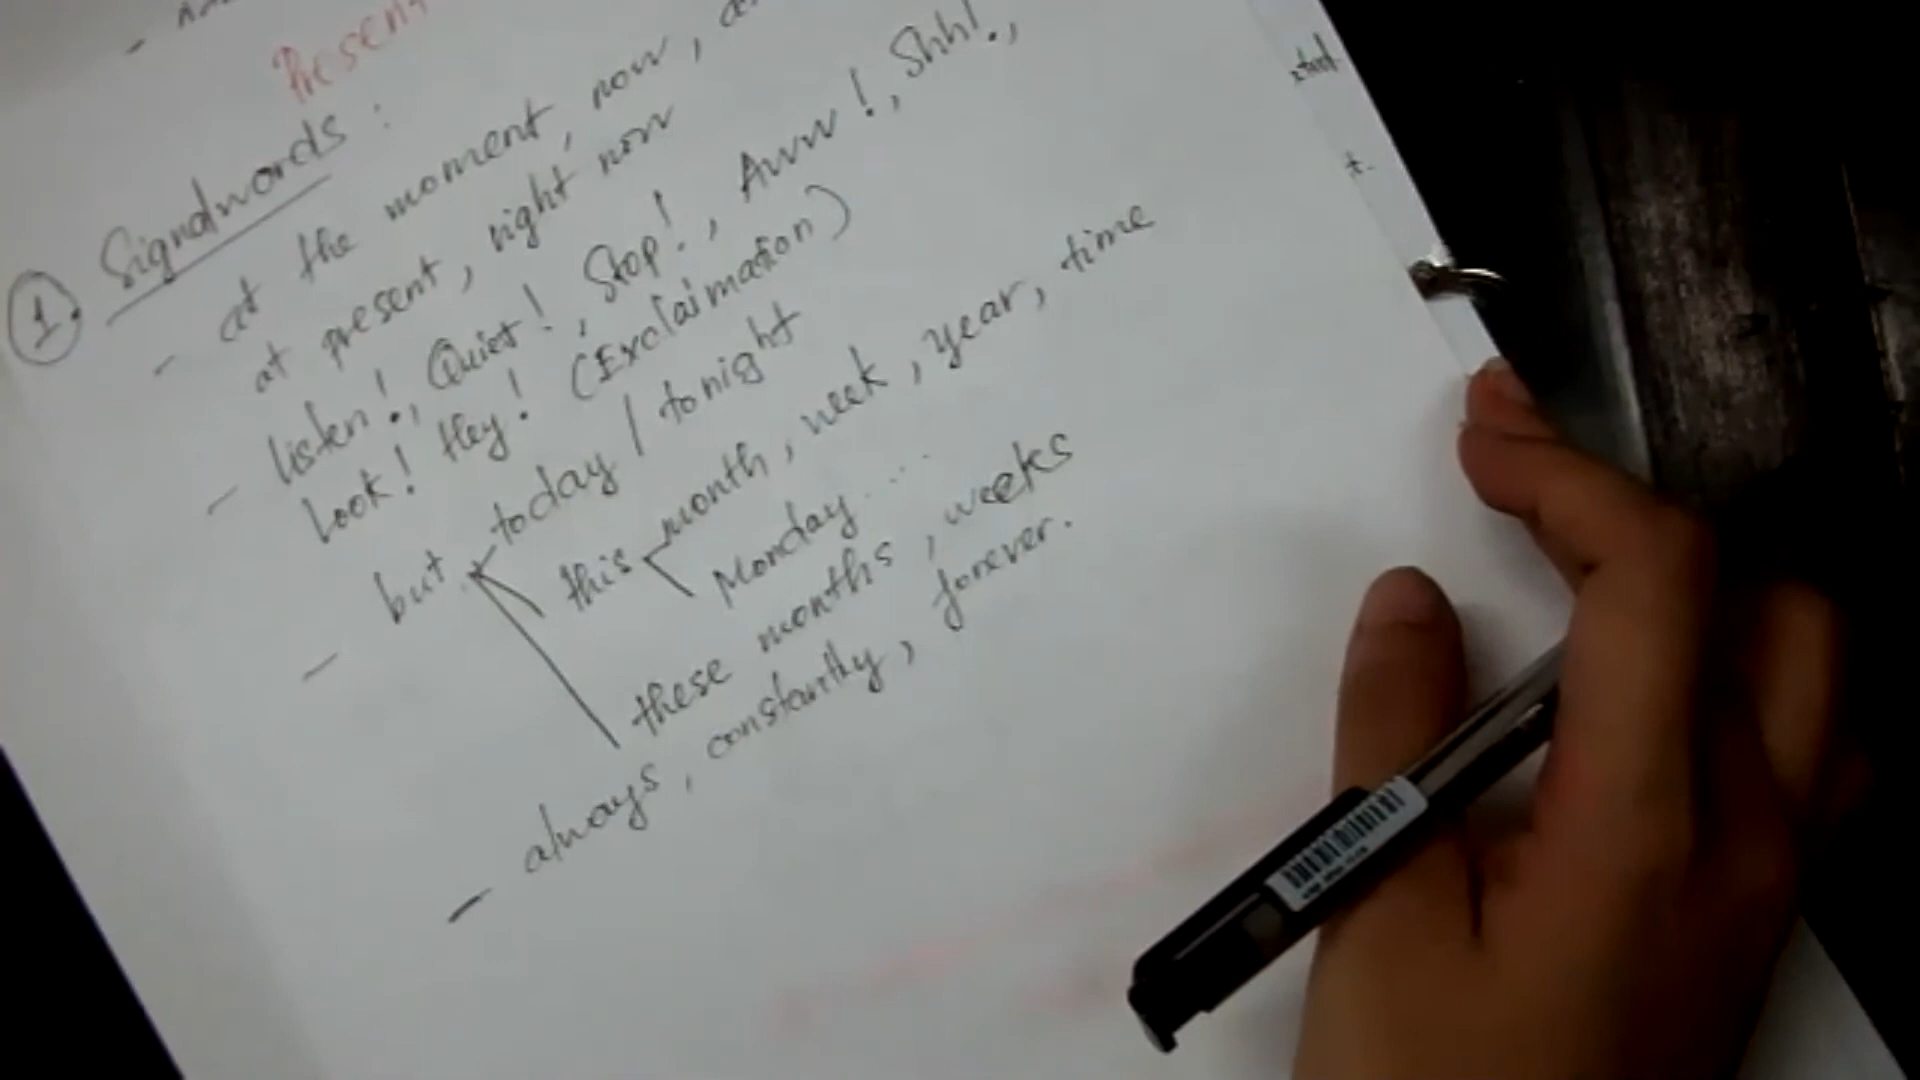 Present
1. Signalwords :
- at the moment, now,
at present, right now
- listen!, Quiet!, Stop!, Aww!, Shh!,
look! Hey! (Exclaimation)
- but today / tonight
this month, week, year, time
Monday....
these months, weeks
- always, constantly, forever.